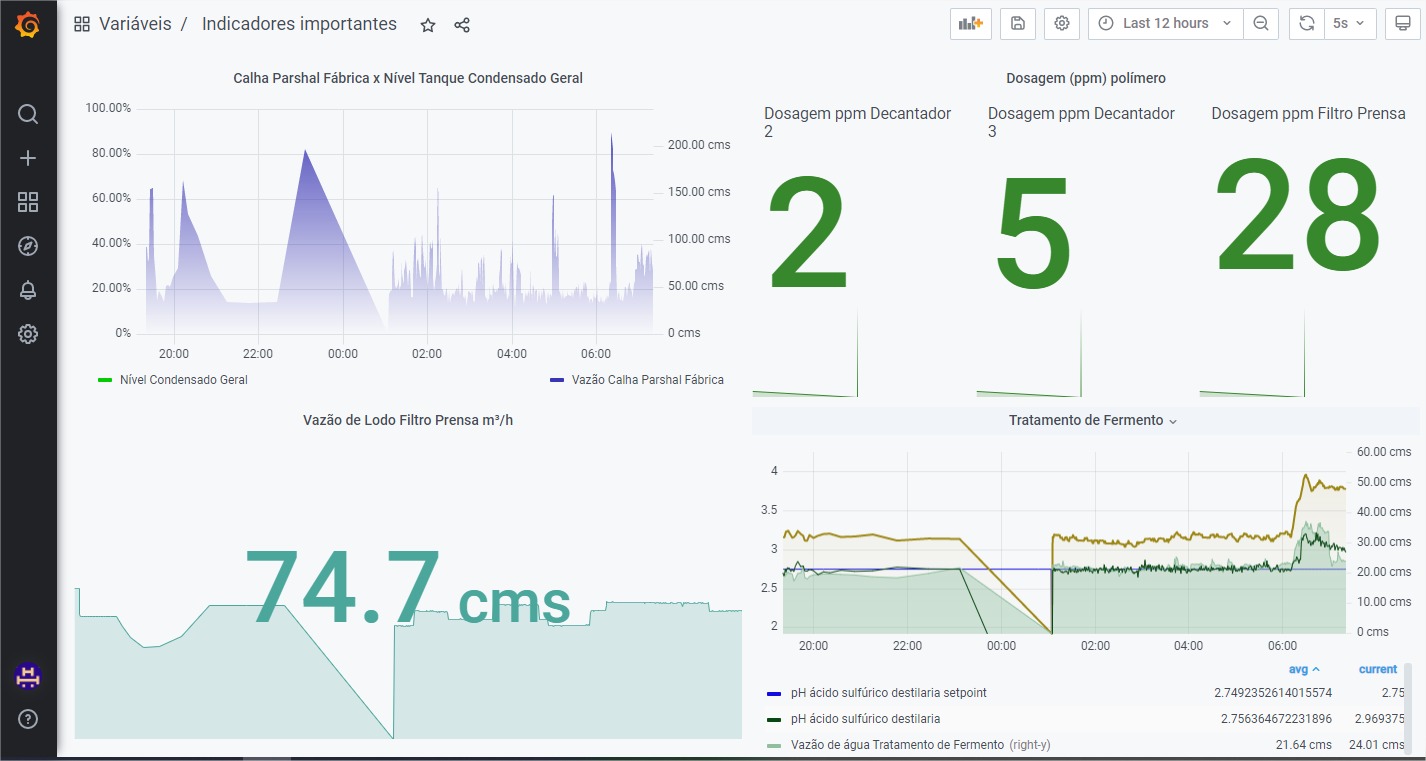 Variáveis / Indicadores importantes
Last 12 hours
5s
Calha Parshal Fábrica x Nível Tanque Condensado Geral
100.00%
80.00%
60.00%
40.00%
20.00%
0%
200.00 cms
150.00 cms
100.00 cms
50.00 cms
0 cms
20:00 22:00 00:00 02:00 04:00 06:00
Nível Condensado Geral
Vazão Calha Parshal Fábrica
Dosagem (ppm) polímero
Dosagem ppm Decantador
2
2
Dosagem ppm Decantador
3
5
Dosagem ppm Filtro Prensa
28
Vazão de Lodo Filtro Prensa m³/h
74.7 cms
Tratamento de Fermento
4
3.5
3
2.5
2
60.00 cms
50.00 cms
40.00 cms
30.00 cms
20.00 cms
10.00 cms
0 cms
20:00 22:00 00:00 02:00 04:00 06:00
avg current
pH ácido sulfúrico destilaria setpoint 2.7492352614015574 2.75
pH ácido sulfúrico destilaria 2.756364672231896 2.969375
Vazão de água Tratamento de Fermento (right-y) 21.64 cms 24.01 cms